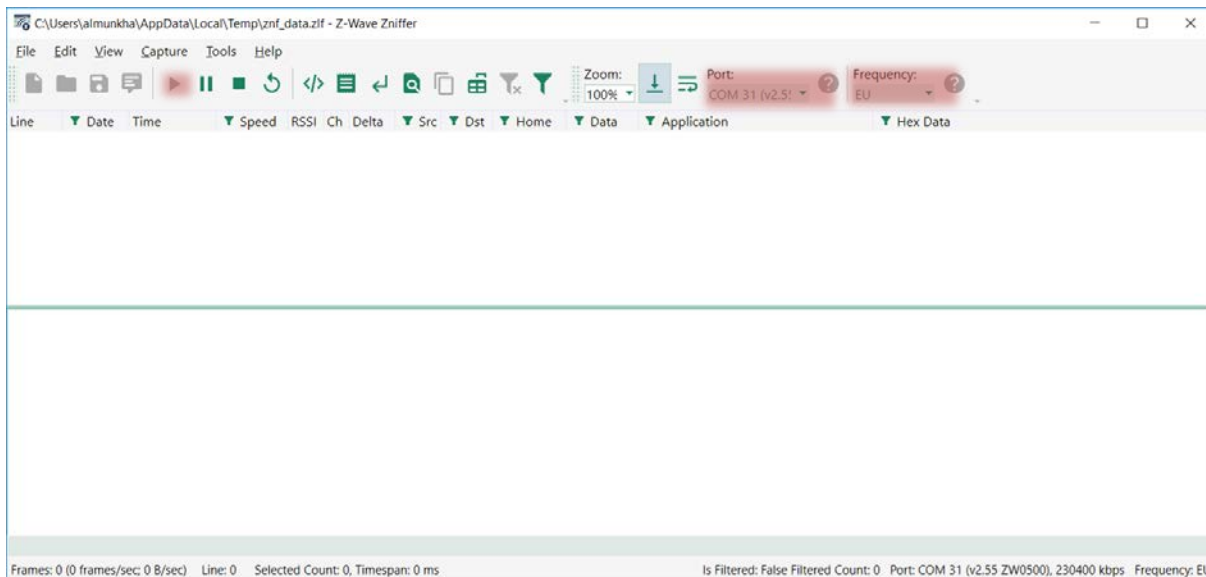 C:\Users\almunkha\AppData\Local\Temp\znf_data.zlf - Z-Wave Zniffer
File Edit View Capture Tools Help
Zoom: Port: Frequency:
100% COM 31 (v2.5! ? EU ?
Line Date Time Speed RSSI Ch Delta Src Dst Home Data Application Hex Data
Frames: 0 (0 frames/sec; 0 B/sec) Line: 0 Selected Count: 0, Timespan: 0 ms Is Filtered: False Filtered Count: 0 Port: COM 31 (v2.55 ZW0500), 230400 kbps Frequency: EU